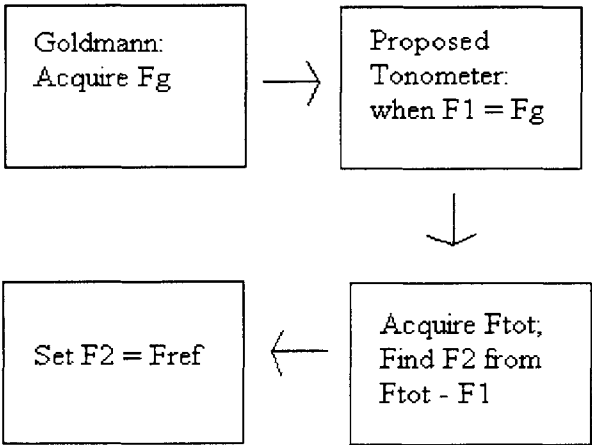 Goldmann:
Acquire Fg
Proposed
Tonometer:
when F1 = Fg
Acquire Ftot;
Find F2 from
Ftot - F1
Set F2 = Fref